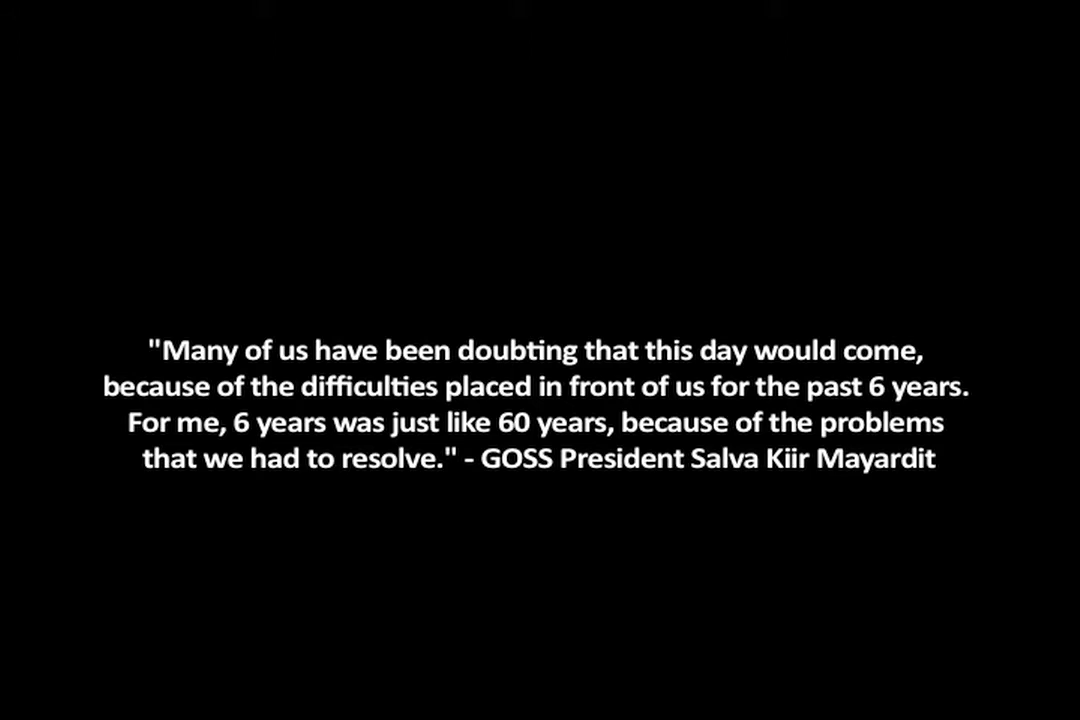 "Many of us have been doubting that this day would come,
because of the difficulties placed in front of us for the past 6 years.
For me, 6 years was just like 60 years, because of the problems
that we had to resolve." - GOSS President Salva Kiir Mayardit